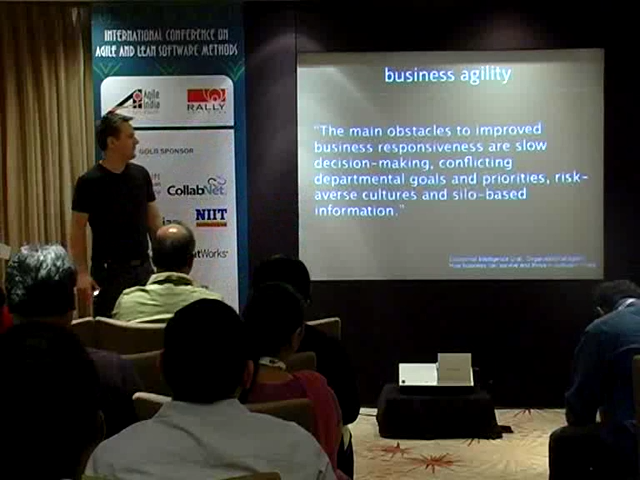 INTERNATIONAL CONFERENCE ON
AGILE AND LEAN SOFTWARE METHODS
Agile
India
RALLY
GOLD SPONSOR
CollabNet
NIIT
business agility
"The main obstacles to improved
business responsiveness are slow
decision-making, conflicting
departmental goals and priorities, risk-
averse cultures and silo-based
information."